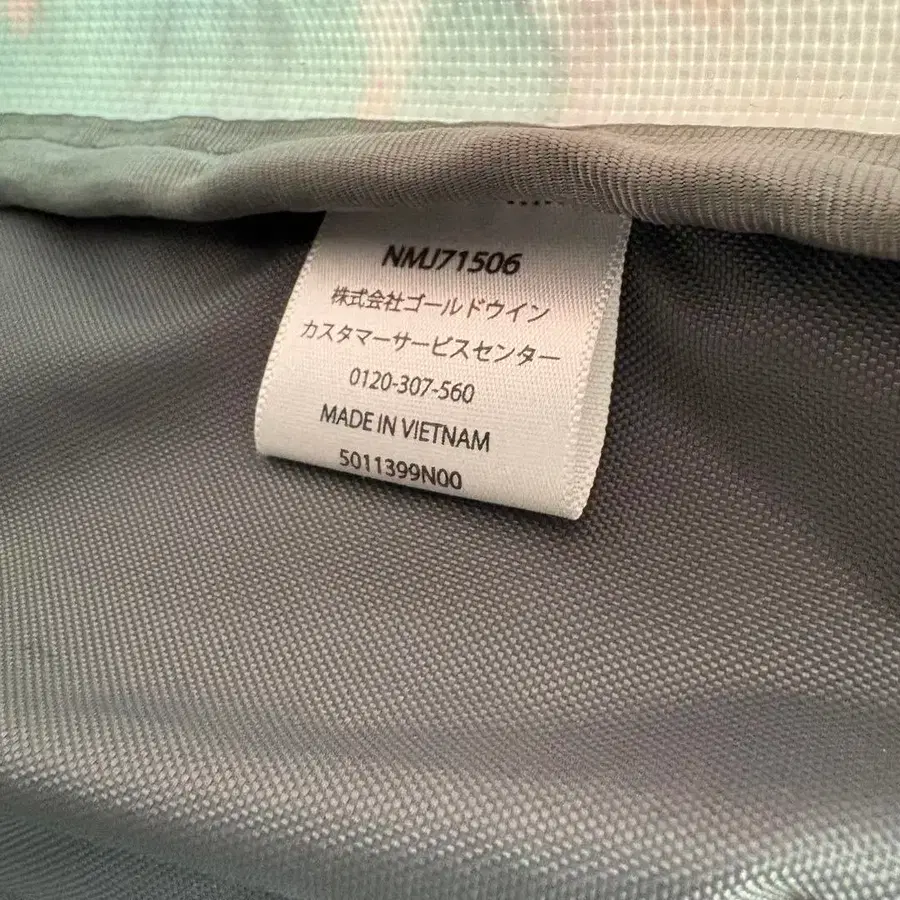 NMJ71506
株式会社ゴールドウイン
カスタマーサービスセンター
0120-307-560
MADE IN VIETNAM
5011399N00